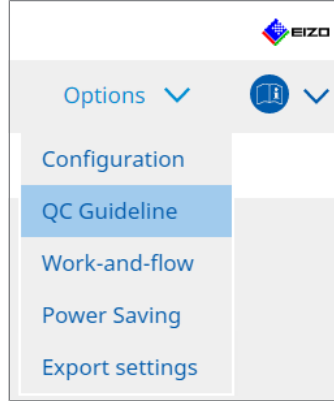 EIZO
Options
Configuration
QC Guideline
Work-and-flow
Power Saving
Export settings